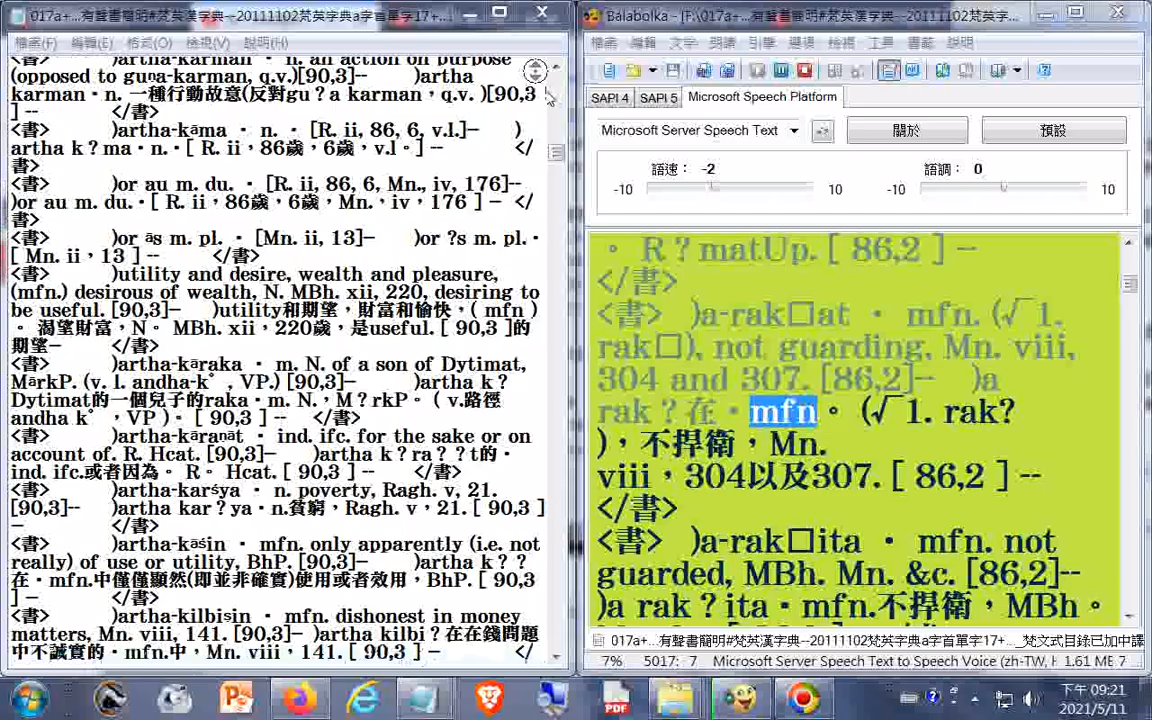 017a+...有聲書簡明#梵英漢字典--20111102梵英字典a字首單字17+...
檔案(F) 編輯(E) 格式(O) 檢視(V) 說明(H)
<書> )artha-karman · n. an action on purpose
(opposed to guṇa-karman, q.v.)[90,3]-- )artha
karman·n. 一種行動故意(反對gu？a karman，q.v. )[90,3
] -- </書>
<書> )artha-kāma · n. · [R. ii, 86, 6, v.l.]-- )
artha k？ma·n.·[ R. ii，86歲，6歲，v.l。] -- </
書>
<書> )or au m. du. · [R. ii, 86, 6, Mn., iv, 176]--
)or au m. du.·[ R. ii，86歲，6歲，Mn.，iv，176 ] -- </
書>
<書> )or ās m. pl. · [Mn. ii, 13]-- )or ?s m. pl.·
[ Mn. ii，13 ] -- </書>
<書> )utility and desire, wealth and pleasure,
(mfn.) desirous of wealth, N. MBh. xii, 220, desiring to
be useful. [90,3]-- )utility和期望，財富和愉快，( mfn )
。 渴望財富，N。 MBh. xii，220歲，是useful. [ 90,3 ]的
期望-- </書>
<書> )artha-kāraka · m. N. of a son of Dytimat,
MārkP. (v. l. andha-k°, VP.) [90,3]-- )artha k？
Dytimat的一個兒子的raka·m. N.，M？rkP。( v.路徑
andha k°，VP )。 [ 90,3 ] -- </書>
<書> )artha-kāraṇāt · ind. ifc. for the sake or on
account of. R. Hcat. [90,3]-- )artha k？ra？？t的·
ind. ifc.或者因為。 R。 Hcat. [ 90,3 ] -- </書>
<書> )artha-karśya · n. poverty, Ragh. v, 21.
[90,3]-- )artha kar？ya·n.貧窮，Ragh. v，21. [ 90,3 ]
-- </書>
<書> )artha-kāśin · mfn. only apparently (i.e. not
really) of use or utility, BhP. [90,3]-- )artha k？？
在·mfn.中僅僅顯然(即並非確實)使用或者效用，BhP. [ 90,3
] -- </書>
<書> )artha-kilbiṣin · mfn. dishonest in money
matters, Mn. viii, 141. [90,3]-- )artha kilbi？在在錢問題
中不誠實的·mfn.中，Mn. viii，141. [ 90,3 ] -- </
Balabolka - [F:\017a+...有聲書簡明#梵英漢字典--20111102梵英字...
檔案 編輯 文字 朗讀 引擎 選項 檢視 工具 書籤 說明
SAPI 4 SAPI 5 Microsoft Speech Platform
Microsoft Server Speech Text 關於 預設
語速： -2 語調： 0
-10 10 -10 10
。 R？matUp. [ 86,2 ] --
</書>
<書> )a-rak□at · mfn. (√1.
rak□), not guarding, Mn. viii,
304 and 307. [86,2]-- )a
rak？在·mfn。(√1. rak?
)，不捍衛，Mn.
viii，304以及307. [ 86,2 ] --
</書>
<書> )a-rak□ita · mfn. not
guarded, MBh. Mn. &c. [86,2]--
)a rak？ita·mfn.不捍衛，MBh。
017a+...有聲書簡明#梵英漢字典--20111102梵英字典a字首單字17+..._梵文式目錄已加中譯
7% 5017: 7 Microsoft Server Speech Text to Speech Voice (zh-TW, H 1.61 ME 7
下午 09:21
2021/5/11